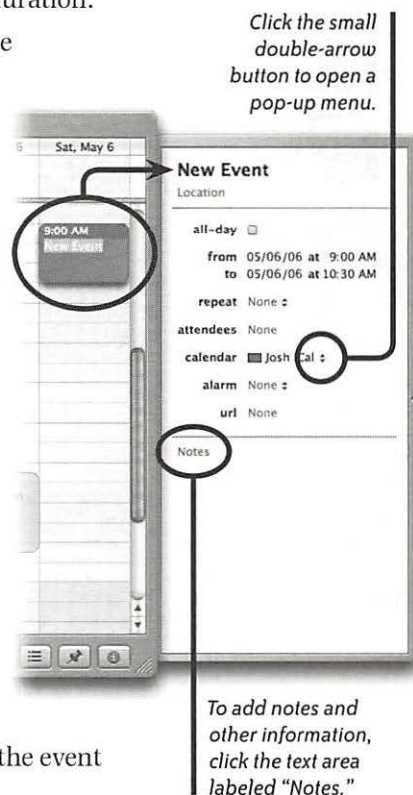 uration.
Click the small
double-arrow
button to open a
pop-up menu.
e
Sat, May 6
9:00 AM
New Event
New Event
Location
all-day
from 05/06/06 at 9:00 AM
to 05/06/06 at 10:30 AM
repeat None
attendees None
calendar Josh Cal
alarm None
url None
Notes
To add notes and
other information,
click the text area
labeled “Notes.”
the event